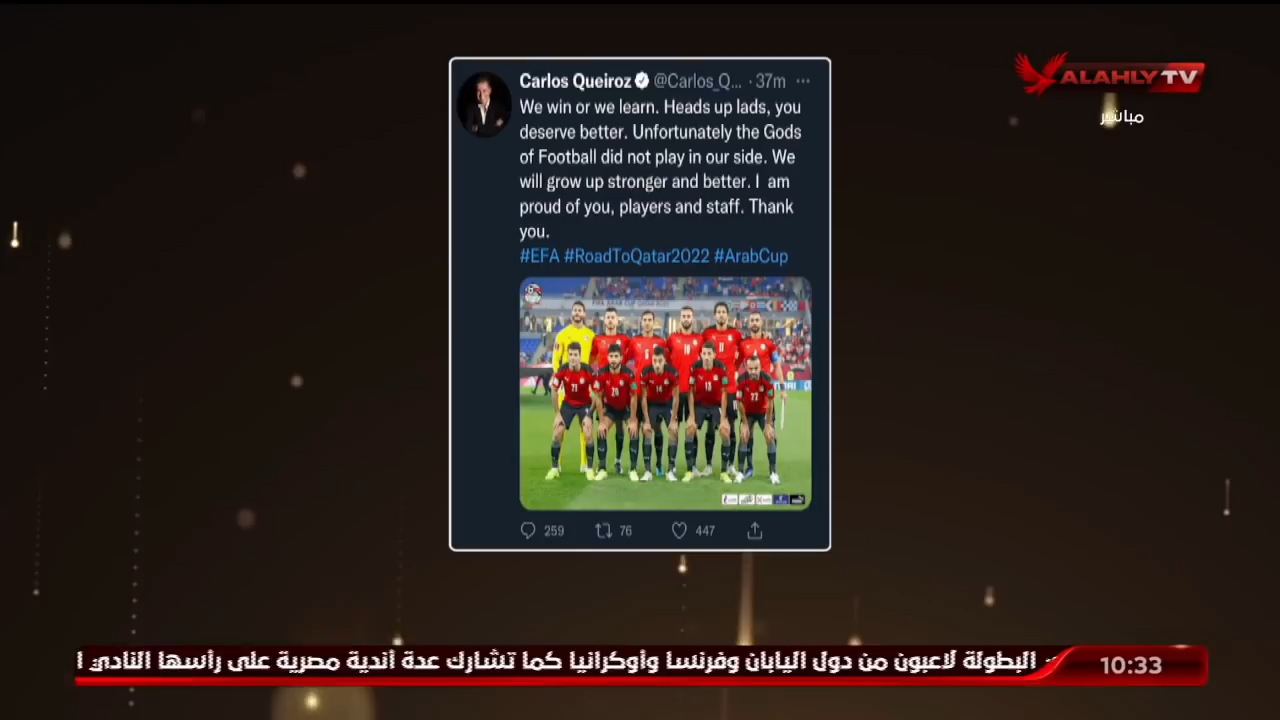 Carlos Queiroz @Carlos_Q... · 37m ...
We win or we learn. Heads up lads, you
deserve better. Unfortunately the Gods
of Football did not play in our side. We
will grow up stronger and better. I am
proud of you, players and staff. Thank
you.
#EFA #RoadToQatar2022 #ArabCup
259 76 447
ALAHLY TV
مباشر
البطولة لاعبون من دول اليابان وفرنسا وأوكرانيا كما تشارك عدة أندية مصرية على رأسها النادي ا
10:33